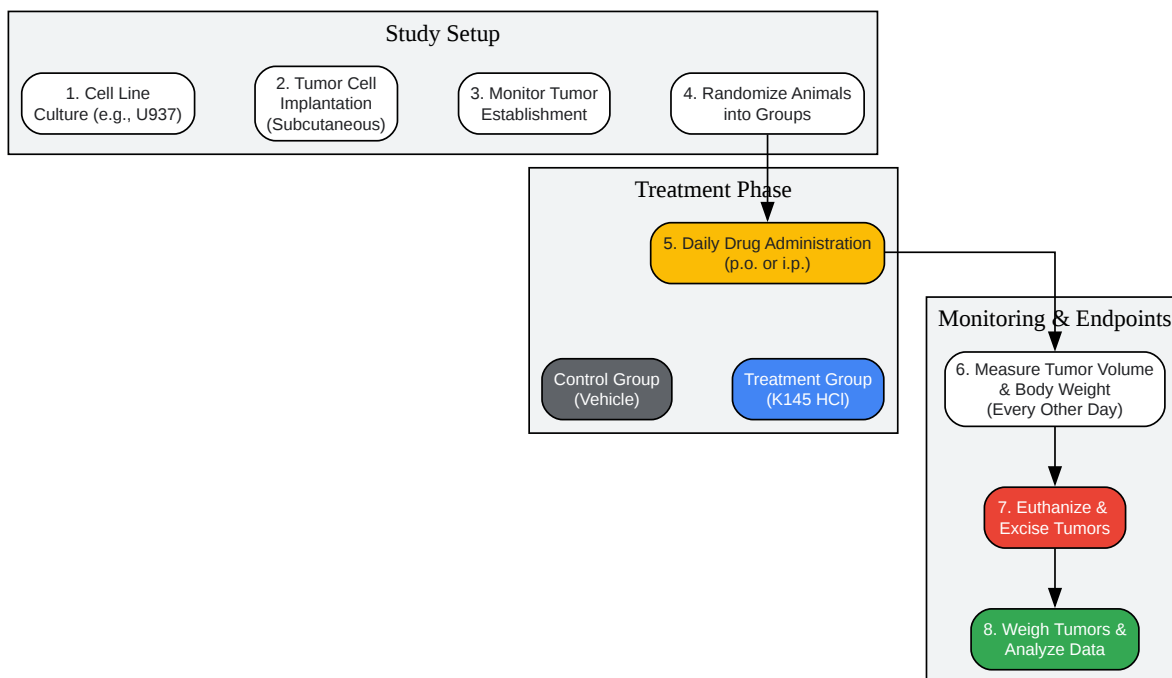 Study Setup
1. Cell Line
Culture (e.g., U937)
2. Tumor Cell
Implantation
(Subcutaneous)
3. Monitor Tumor
Establishment
4. Randomize Animals
into Groups
Treatment Phase
5. Daily Drug Administration
(p.o. or i.p.)
Control Group
(Vehicle)
Treatment Group
(K145 HCl)
Monitoring & Endpoints
6. Measure Tumor Volume
& Body Weight
(Every Other Day)
7. Euthanize &
Excise Tumors
8. Weigh Tumors &
Analyze Data